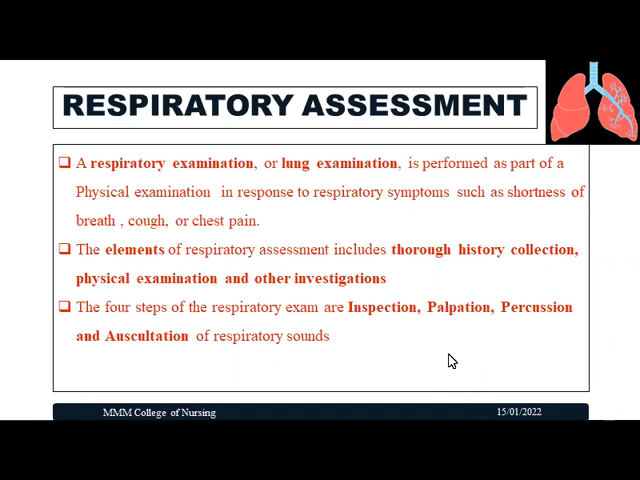 RESPIRATORY ASSESSMENT
❑ A respiratory examination, or lung examination, is performed as part of a
Physical examination in response to respiratory symptoms such as shortness of
breath , cough, or chest pain.
❑ The elements of respiratory assessment includes thorough history collection,
physical examination and other investigations
❑ The four steps of the respiratory exam are Inspection, Palpation, Percussion
and Auscultation of respiratory sounds
MMM College of Nursing
15/01/2022